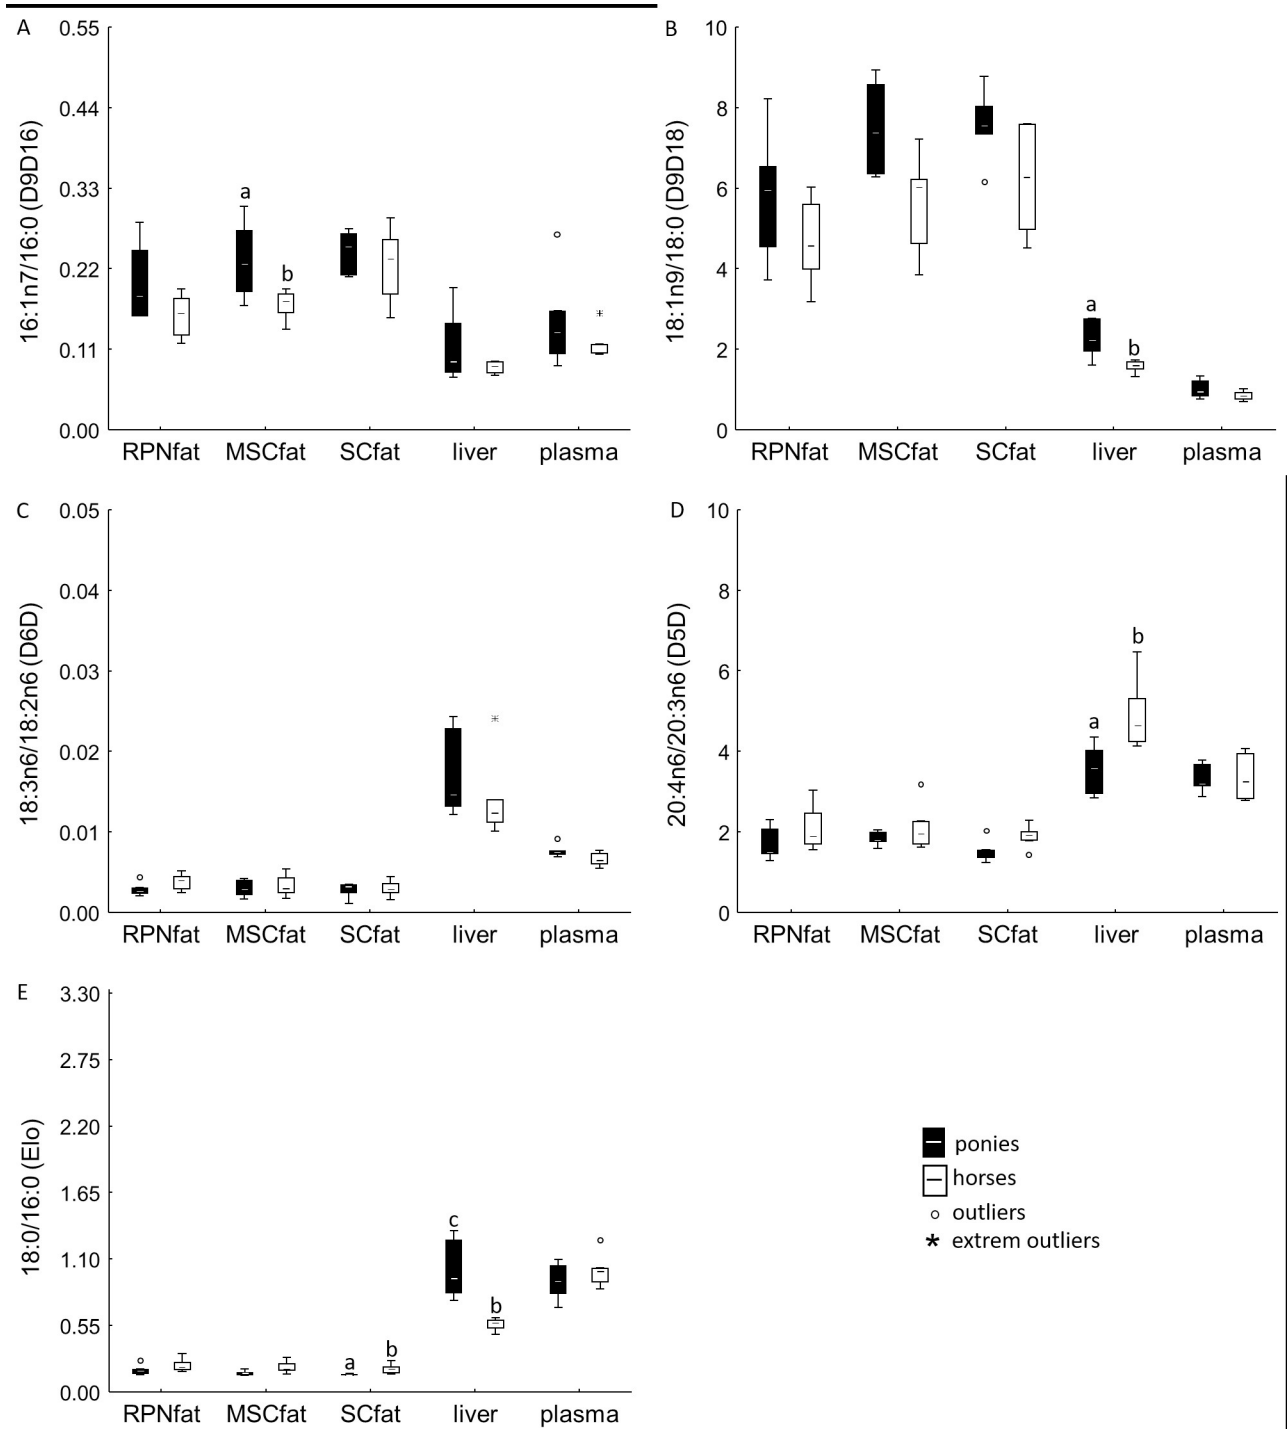 A
0.55
0.44
0.33
0.22
0.11
0.00
16:1n7/16:0 (D9D16)
a
b
RPNfat MSCfat SCfat liver plasma
B
10
8
6
4
2
0
18:1n9/18:0 (D9D18)
a
b
RPNfat MSCfat SCfat liver plasma
C
0.05
0.04
0.03
0.02
0.01
0.00
18:3n6/18:2n6 (D6D)
RPNfat MSCfat SCfat liver plasma
D
10
8
6
4
2
0
20:4n6/20:3n6 (D5D)
a
b
RPNfat MSCfat SCfat liver plasma
E
3.30
2.75
2.20
1.65
1.10
0.55
0.00
18:0/16:0 (Elo)
a
b
c
b
RPNfat MSCfat SCfat liver plasma
ponies
horses
outliers
extrem outliers